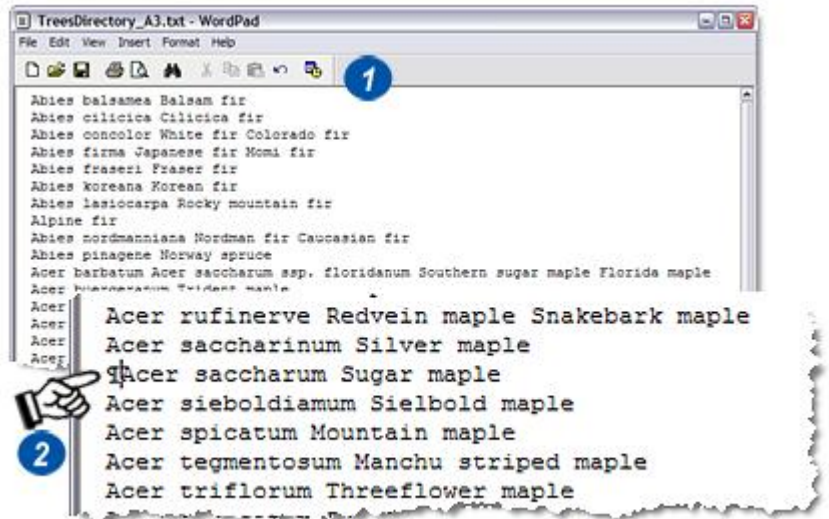 TreesDirectory_A3.txt - WordPad
File Edit View Insert Format Help
1
Abies balsamea Balsam fir
Abies cilicica Cilicica fir
Abies concolor White fir Colorado fir
Abies firma Japanese fir Momi fir
Abies fraseri Fraser fir
Abies koreana Korean fir
Abies lasiocarpa Rocky mountain fir
Alpine fir
Abies nordmanniana Nordman fir Caucasian fir
Abies pinagene Norway spruce
Acer barbatum Acer saccharum ssp. floridanum Southern sugar maple Florida maple
Acer buergeratum Trident maple
Acer
Acer
Acer
Acer
Acer rufinerve Redvein maple Snakebark maple
Acer saccharinum Silver maple
¶Acer saccharum Sugar maple
Acer sieboldiamum Sielbold maple
2
Acer spicatum Mountain maple
Acer tegmentosum Manchu striped maple
Acer triflorum Threeflower maple